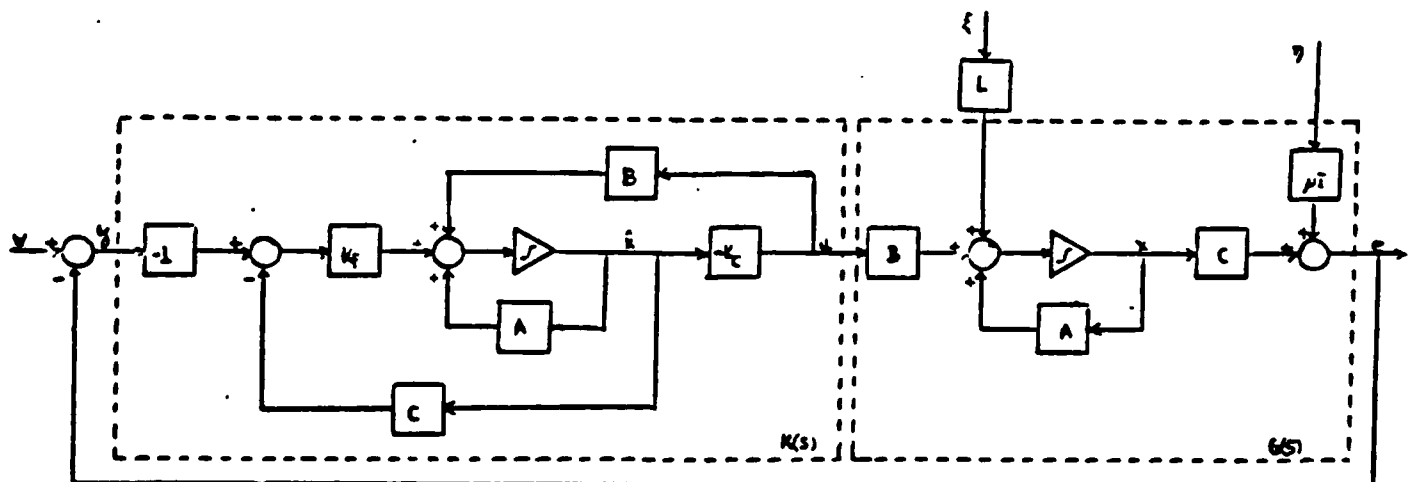 ξ
η
L
μI
B
v + - y
-1
+ -
K_f
+ + +
∫
x̂
-K_c
u
B
+ + +
∫
x
C
+ +
A
A
C
K(s)
G(s)